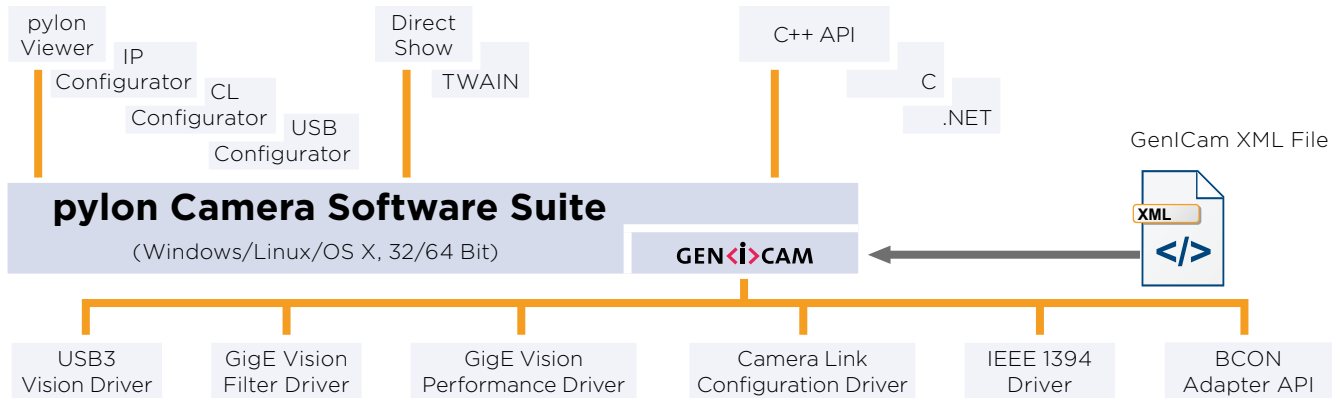 pylon
Viewer
IP
Configurator
CL
Configurator
USB
Configurator
Direct
Show
TWAIN
C++ API
C
.NET
GenICam XML File
XML
</>
pylon Camera Software Suite
(Windows/Linux/OS X, 32/64 Bit)
GEN<i>CAM
USB3
Vision Driver
GigE Vision
Filter Driver
GigE Vision
Performance Driver
Camera Link
Configuration Driver
IEEE 1394
Driver
BCON
Adapter API